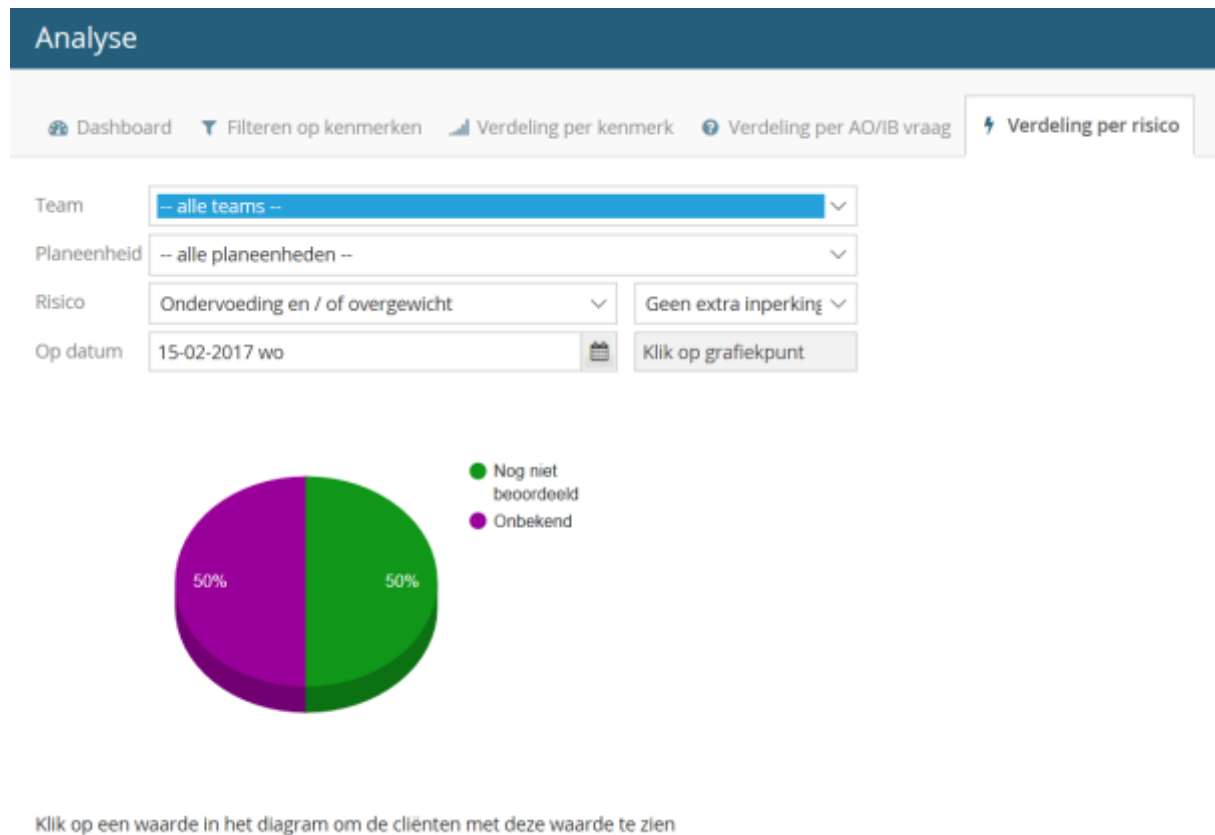 Analyse
Dashboard Filteren op kenmerken Verdeling per kenmerk Verdeling per AO/IB vraag Verdeling per risico
Team -- alle teams --
Planeenheid -- alle planeenheden --
Risico Ondervoeding en / of overgewicht Geen extra inperking
Op datum 15-02-2017 wo Klik op grafiekpunt
Nog niet
beoordeeld
Onbekend
50% 50%
Klik op een waarde in het diagram om de cliënten met deze waarde te zien